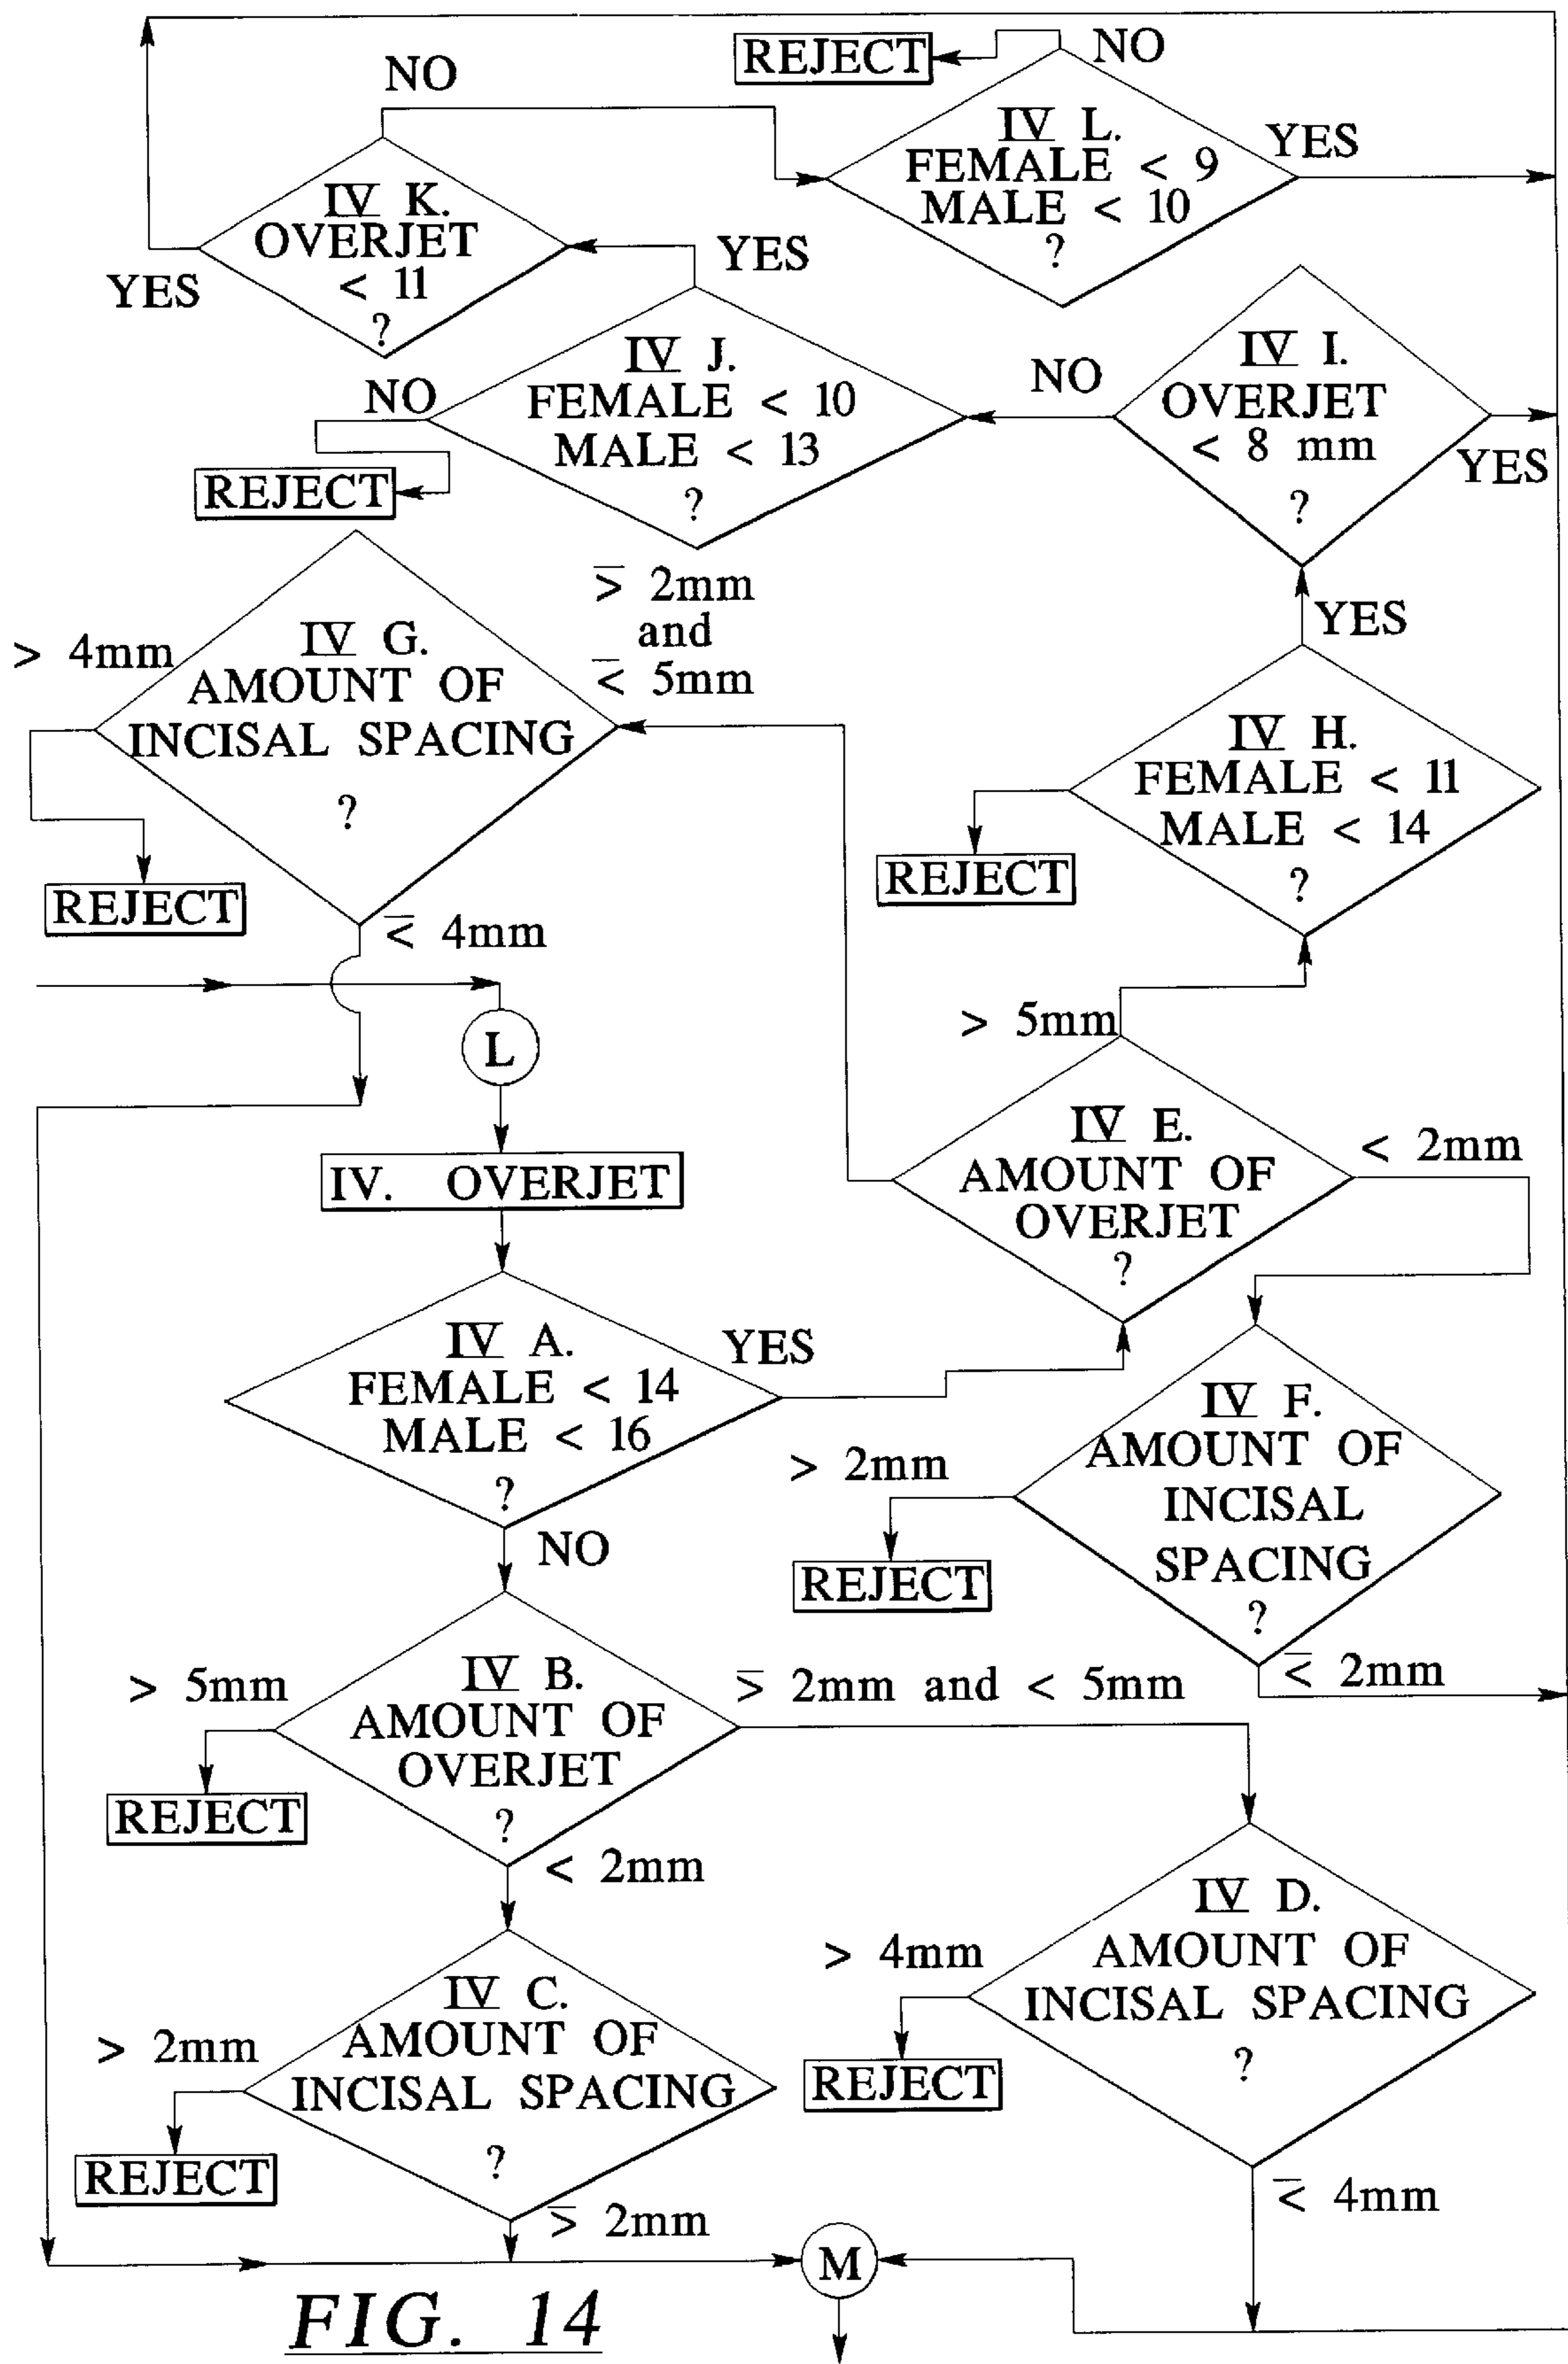 REJECT
NO
NO
IV L.
FEMALE < 9
MALE < 10
?
YES
IV K.
OVERJET
< 11
?
YES
YES
IV J.
FEMALE < 10
MALE < 13
?
NO
REJECT
NO
IV I.
OVERJET
< 8 mm
?
YES
> 4mm
IV G.
AMOUNT OF
INCISAL SPACING
?
≥ 2mm
and
≤ 5mm
REJECT
≤ 4mm
YES
IV H.
FEMALE < 11
MALE < 14
?
REJECT
L
IV. OVERJET
> 5mm
IV E.
AMOUNT OF
OVERJET
?
< 2mm
IV A.
FEMALE < 14
MALE < 16
?
YES
NO
IV F.
AMOUNT OF
INCISAL
SPACING
?
> 2mm
REJECT
≤ 2mm
> 5mm
IV B.
AMOUNT OF
OVERJET
?
≥ 2mm and < 5mm
REJECT
< 2mm
IV C.
AMOUNT OF
INCISAL SPACING
?
> 2mm
REJECT
≥ 2mm
IV D.
AMOUNT OF
INCISAL SPACING
?
> 4mm
REJECT
≤ 4mm
M
FIG. 14